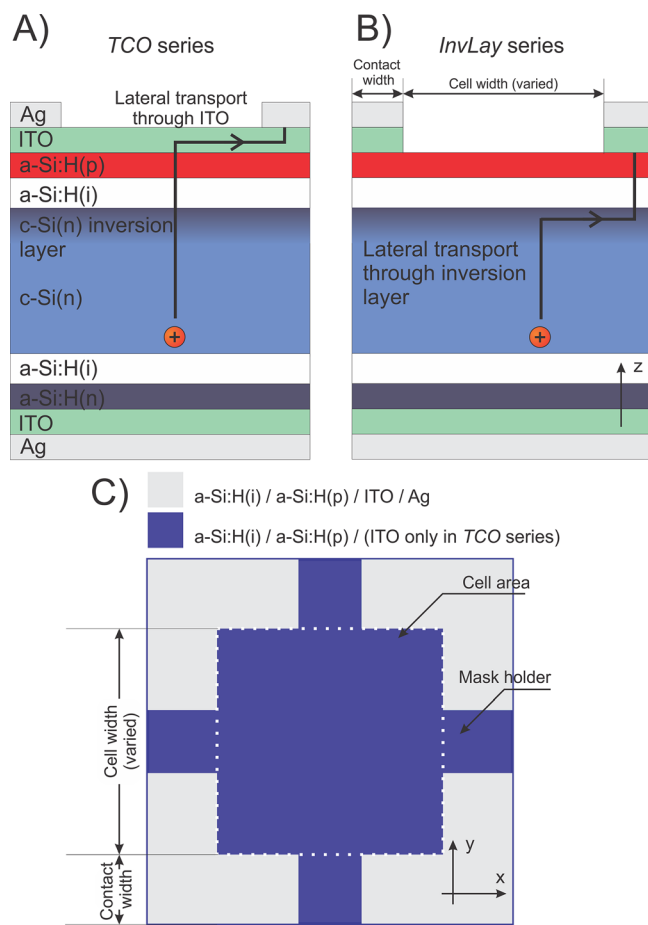 A)
TCO series
Lateral transport
through ITO
Ag
ITO
a-Si:H(p)
a-Si:H(i)
c-Si(n) inversion
layer
c-Si(n)
a-Si:H(i)
a-Si:H(n)
ITO
Ag
B)
InvLay series
Contact
width
Cell width (varied)
Lateral transport
through inversion
layer
z
C)
a-Si:H(i) / a-Si:H(p) / ITO / Ag
a-Si:H(i) / a-Si:H(p) / (ITO only in TCO series)
Cell area
Mask holder
Cell width
(varied)
Contact
width
y
x